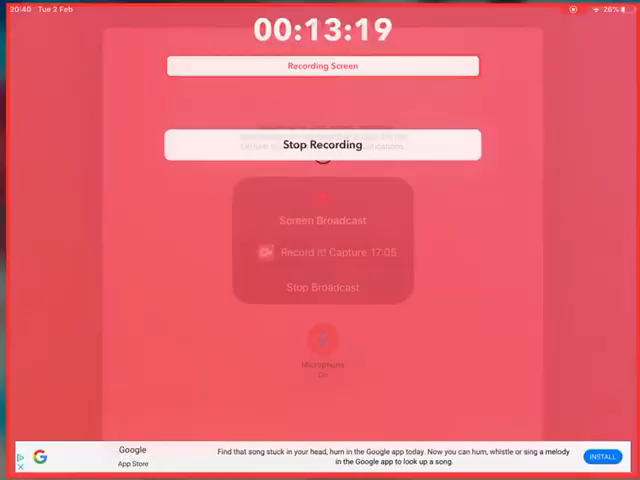 20:40 Tue 2 Feb
26%
00:13:19
Recording Screen
Stop Recording
Screen Broadcast
Record it! Capture 17:05
Stop Broadcast
Microphone
On
Google
App Store
Find that song stuck in your head, hum in the Google app today. Now you can hum, whistle or sing a melody
in the Google app to look up a song.
INSTALL